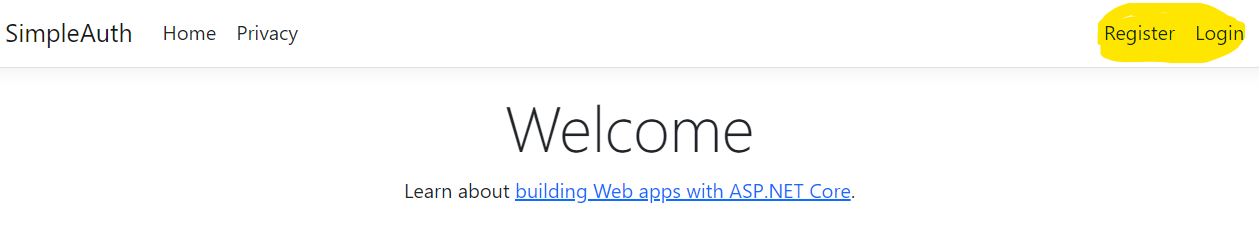 SimpleAuth Home Privacy Register Login
Welcome
Learn about building Web apps with ASP.NET Core.